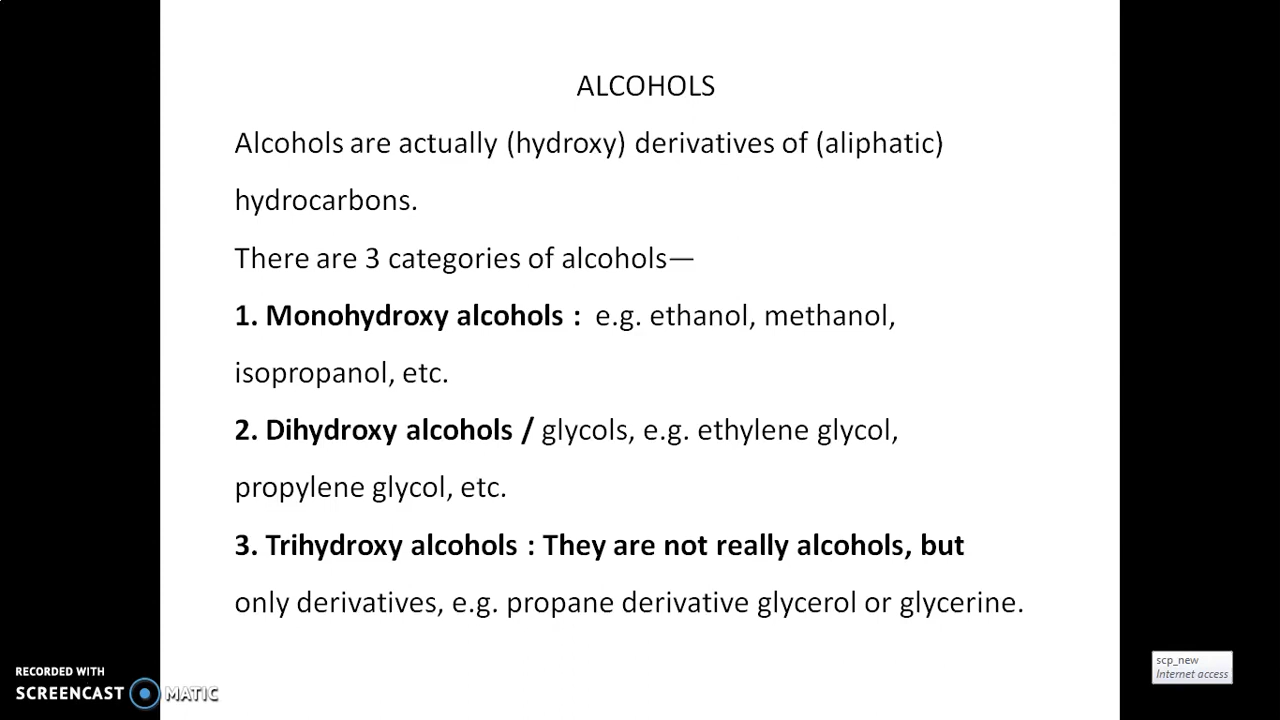 ALCOHOLS
Alcohols are actually (hydroxy) derivatives of (aliphatic)
hydrocarbons.
There are 3 categories of alcohols—
1. Monohydroxy alcohols : e.g. ethanol, methanol,
isopropanol, etc.
2. Dihydroxy alcohols / glycols, e.g. ethylene glycol,
propylene glycol, etc.
3. Trihydroxy alcohols : They are not really alcohols, but
only derivatives, e.g. propane derivative glycerol or glycerine.
scp_new
Internet access
RECORDED WITH
SCREENCAST MATIC